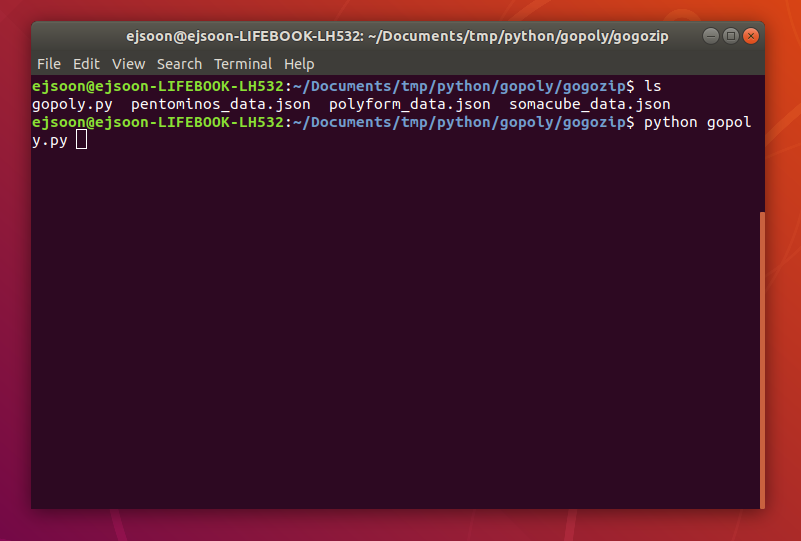 ejsoon@ejsoon-LIFEBOOK-LH532: ~/Documents/tmp/python/gopoly/gogozip
File Edit View Search Terminal Help
ejsoon@ejsoon-LIFEBOOK-LH532:~/Documents/tmp/python/gopoly/gogozip$ ls
gopoly.py pentominos_data.json polyform_data.json somacube_data.json
ejsoon@ejsoon-LIFEBOOK-LH532:~/Documents/tmp/python/gopoly/gogozip$ python gopol
y.py